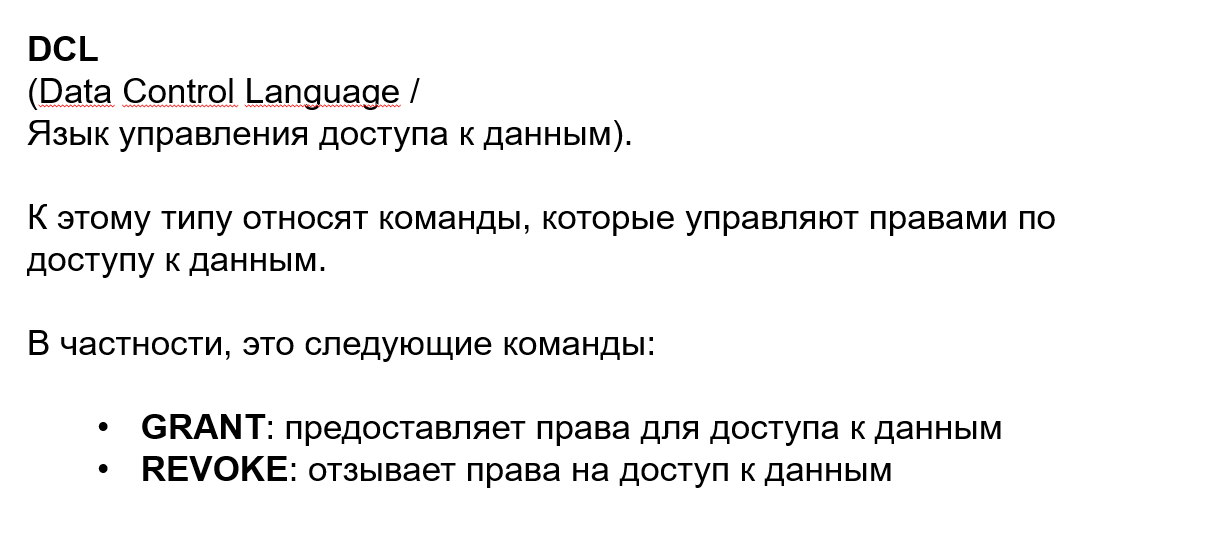 DCL
(Data Control Language /
Язык управления доступа к данным).
К этому типу относят команды, которые управляют правами по
доступу к данным.
В частности, это следующие команды:
• GRANT: предоставляет права для доступа к данным
• REVOKE: отзывает права на доступ к данным